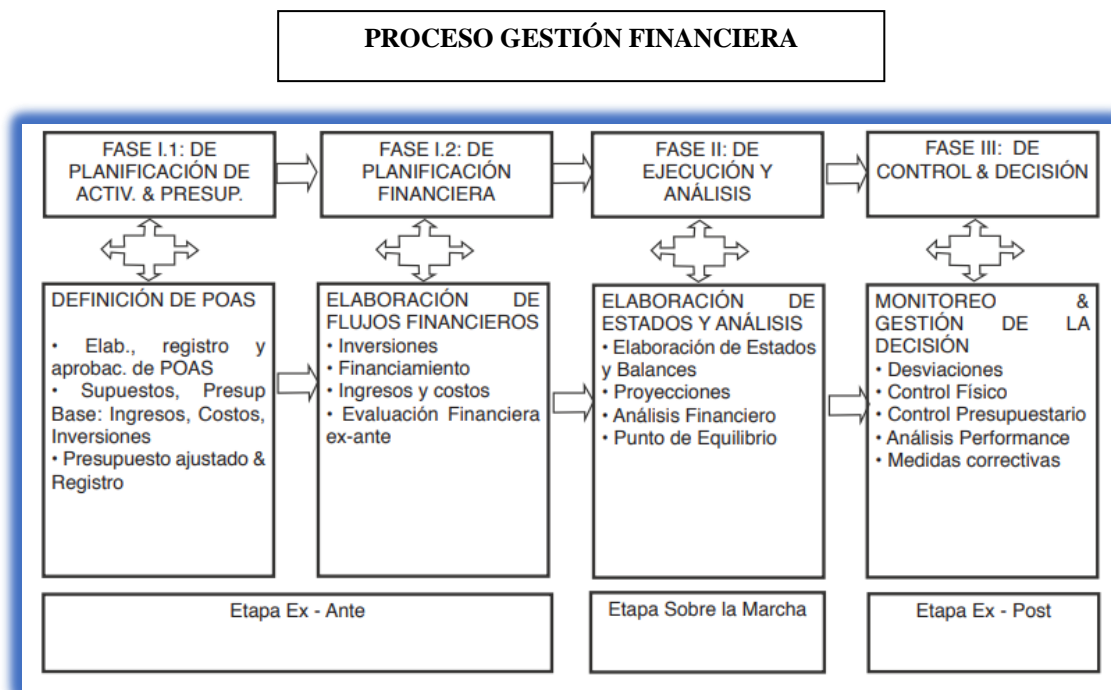 PROCESO GESTIÓN FINANCIERA
FASE I.1: DE
PLANIFICACIÓN DE
ACTIV. & PRESUP.
FASE I.2: DE
PLANIFICACIÓN
FINANCIERA
FASE II: DE
EJECUCIÓN Y
ANÁLISIS
FASE III: DE
CONTROL & DECISIÓN
DEFINICIÓN DE POAS
• Elab., registro y
aprobac. de POAS
• Supuestos, Presup
Base: Ingresos, Costos,
Inversiones
• Presupuesto ajustado &
Registro
ELABORACIÓN DE
FLUJOS FINANCIEROS
• Inversiones
• Financiamiento
• Ingresos y costos
• Evaluación Financiera
ex-ante
ELABORACIÓN DE
ESTADOS Y ANÁLISIS
• Elaboración de Estados
y Balances
• Proyecciones
• Análisis Financiero
• Punto de Equilibrio
MONITOREO &
GESTIÓN DE LA
DECISIÓN
• Desviaciones
• Control Físico
• Control Presupuestario
• Análisis Performance
• Medidas correctivas
Etapa Ex - Ante
Etapa Sobre la Marcha
Etapa Ex - Post